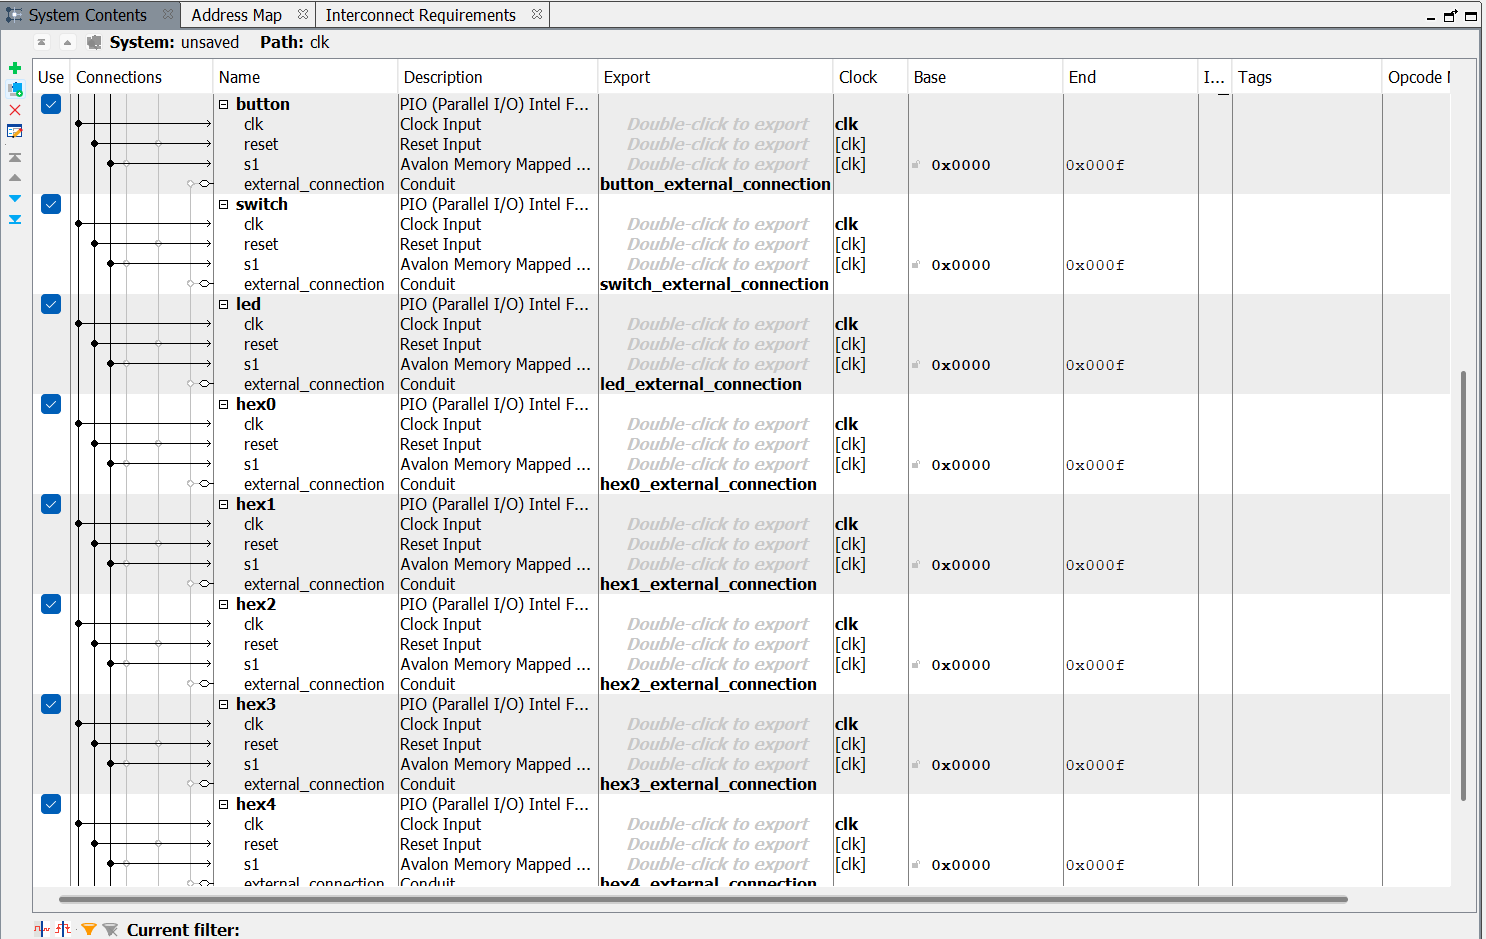 System Contents Address Map Interconnect Requirements
System: unsaved Path: clk
Use Connections Name Description Export Clock Base End I... Tags Opcode N
button PIO (Parallel I/O) Intel F...
clk Clock Input Double-click to export clk
reset Reset Input Double-click to export [clk]
s1 Avalon Memory Mapped ... Double-click to export [clk] 0x0000 0x000f
external_connection Conduit button_external_connection
switch PIO (Parallel I/O) Intel F...
clk Clock Input Double-click to export clk
reset Reset Input Double-click to export [clk]
s1 Avalon Memory Mapped ... Double-click to export [clk] 0x0000 0x000f
external_connection Conduit switch_external_connection
led PIO (Parallel I/O) Intel F...
clk Clock Input Double-click to export clk
reset Reset Input Double-click to export [clk]
s1 Avalon Memory Mapped ... Double-click to export [clk] 0x0000 0x000f
external_connection Conduit led_external_connection
hex0 PIO (Parallel I/O) Intel F...
clk Clock Input Double-click to export clk
reset Reset Input Double-click to export [clk]
s1 Avalon Memory Mapped ... Double-click to export [clk] 0x0000 0x000f
external_connection Conduit hex0_external_connection
hex1 PIO (Parallel I/O) Intel F...
clk Clock Input Double-click to export clk
reset Reset Input Double-click to export [clk]
s1 Avalon Memory Mapped ... Double-click to export [clk] 0x0000 0x000f
external_connection Conduit hex1_external_connection
hex2 PIO (Parallel I/O) Intel F...
clk Clock Input Double-click to export clk
reset Reset Input Double-click to export [clk]
s1 Avalon Memory Mapped ... Double-click to export [clk] 0x0000 0x000f
external_connection Conduit hex2_external_connection
hex3 PIO (Parallel I/O) Intel F...
clk Clock Input Double-click to export clk
reset Reset Input Double-click to export [clk]
s1 Avalon Memory Mapped ... Double-click to export [clk] 0x0000 0x000f
external_connection Conduit hex3_external_connection
hex4 PIO (Parallel I/O) Intel F...
clk Clock Input Double-click to export clk
reset Reset Input Double-click to export [clk]
s1 Avalon Memory Mapped ... Double-click to export [clk] 0x0000 0x000f
external_connection Conduit hex4_external_connection
Current filter: